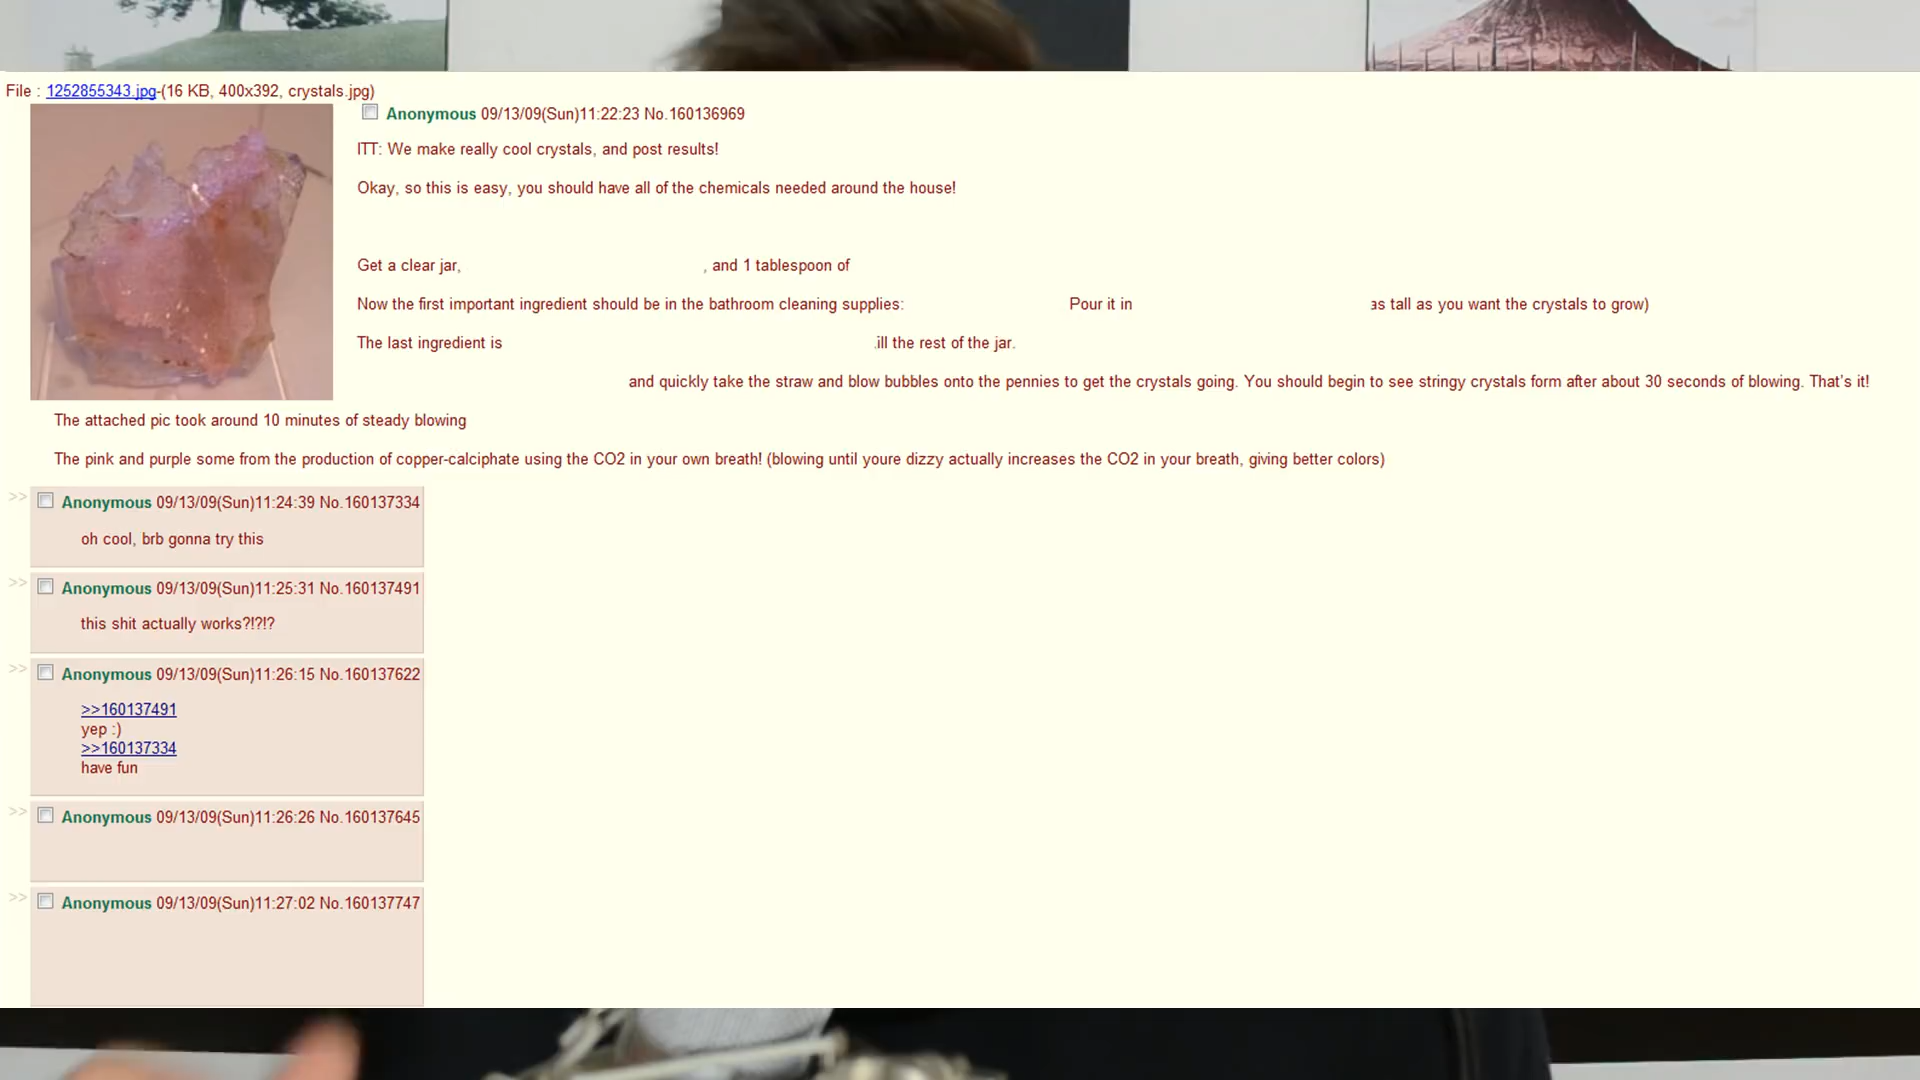 File : 1252855343.jpg-(16 KB, 400x392, crystals.jpg)
Anonymous 09/13/09(Sun)11:22:23 No.160136969
ITT: We make really cool crystals, and post results!
Okay, so this is easy, you should have all of the chemicals needed around the house!
Get a clear jar, , and 1 tablespoon of
Now the first important ingredient should be in the bathroom cleaning supplies: Pour it in as tall as you want the crystals to grow)
The last ingredient is ill the rest of the jar.
and quickly take the straw and blow bubbles onto the pennies to get the crystals going. You should begin to see stringy crystals form after about 30 seconds of blowing. That's it!
The attached pic took around 10 minutes of steady blowing
The pink and purple some from the production of copper-calciphate using the CO2 in your own breath! (blowing until youre dizzy actually increases the CO2 in your breath, giving better colors)
>> Anonymous 09/13/09(Sun)11:24:39 No.160137334
oh cool, brb gonna try this
>> Anonymous 09/13/09(Sun)11:25:31 No.160137491
this shit actually works?!?!?
>> Anonymous 09/13/09(Sun)11:26:15 No.160137622
>>160137491
yep :)
>>160137334
have fun
>> Anonymous 09/13/09(Sun)11:26:26 No.160137645
>> Anonymous 09/13/09(Sun)11:27:02 No.160137747